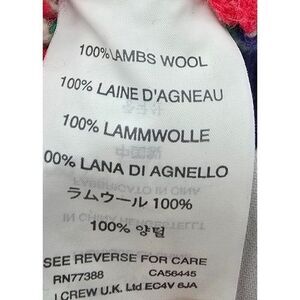 100% LAMBS WOOL
100% LAINE D'AGNEAU
100% LAMMWOLLE
00% LANA DI AGNELLO
ラムウール 100%
100% 양털
SEE REVERSE FOR CARE
RN77388 CA56445
J.CREW U.K. Ltd EC4V 6JA